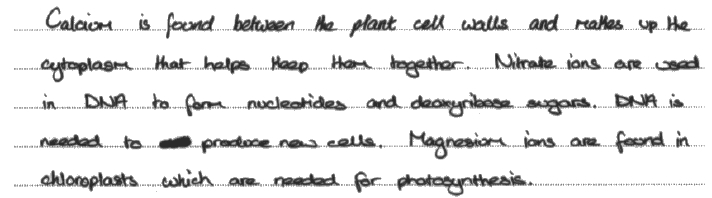 Calcium is found between the plant cell walls and makes up the
cytoplasm that helps keep them together. Nitrate ions are used
in DNA to form nucleotides and deoxyribose sugars. DNA is
needed to produce new cells. Magnesium ions are found in
chloroplasts which are needed for photosynthesis.